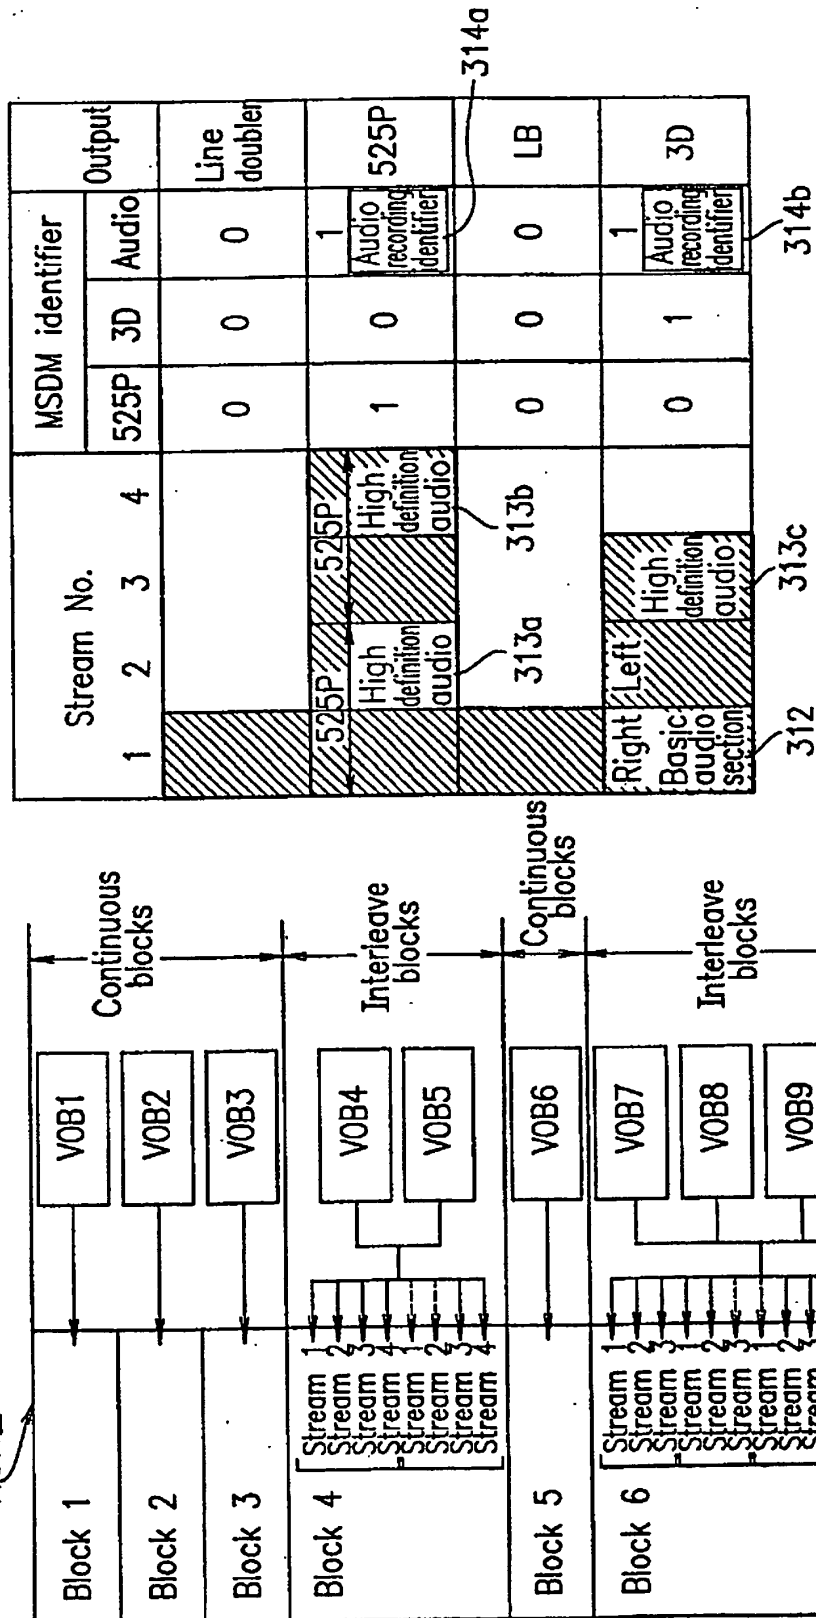 Block 1
Block 2
Block 3
Block 4
Block 5
Block 6
Stream 1
Stream 2
Stream 3
Stream 4
Stream 1
Stream 2
Stream 3
Stream 4
Stream 1
Stream 2
Stream 3
Stream 1
Stream 2
Stream 3
Stream 1
Stream 2
Stream
VOB1
VOB2
VOB3
VOB4
VOB5
VOB6
VOB7
VOB8
VOB9
Continuous
blocks
Interleave
blocks
Continuous
blocks
Interleave
blocks
Stream No.
1 2 3 4
MSDM identifier
525P 3D Audio
Output
0 0 0
Line
doubler
525P
525P
High
definition
audio
High
definition
audio
313a
313b
1 0 1
Audio
recording
identifier
525P
314a
0 0 0 LB
Right
Basic
audio
section
Left
High
definition
audio
312
313c
0 1 1
Audio
recording
identifier
3D
314b